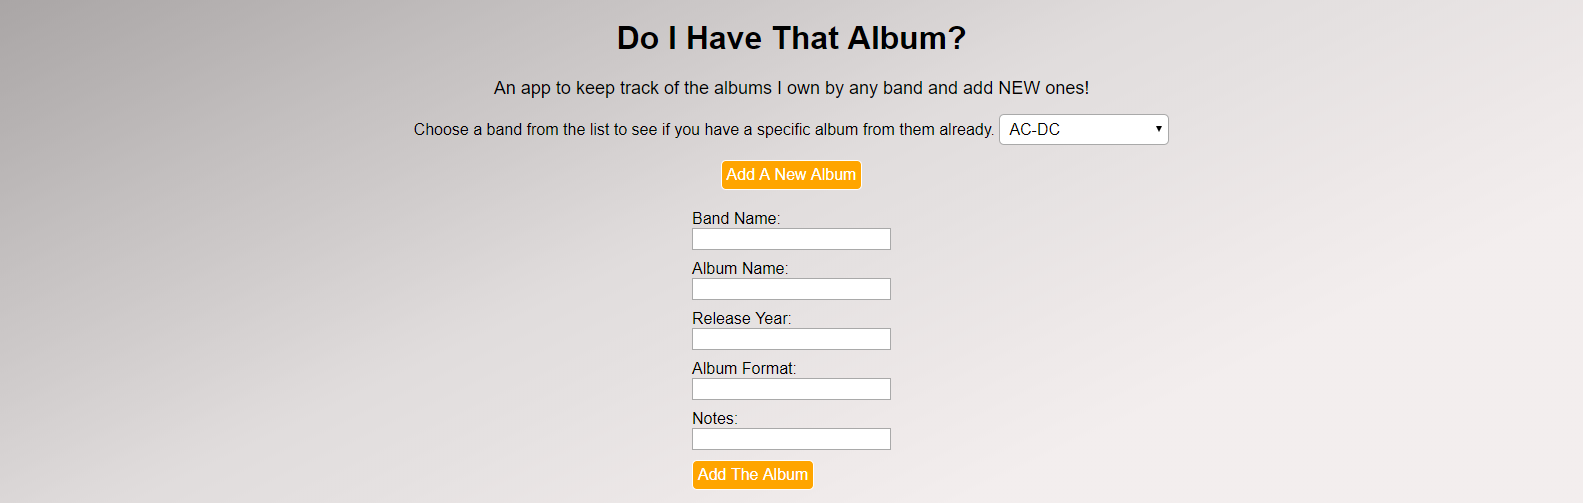 Do I Have That Album?
An app to keep track of the albums I own by any band and add NEW ones!
Choose a band from the list to see if you have a specific album from them already. AC-DC
Add A New Album
Band Name:
Album Name:
Release Year:
Album Format:
Notes:
Add The Album